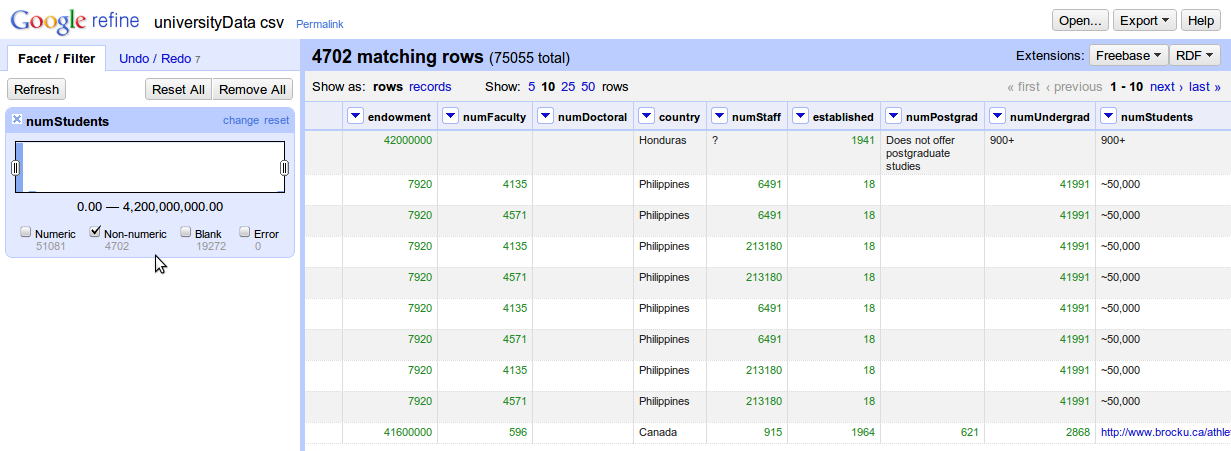 Google refine universityData csv Permalink Open... Export Help
Facet / Filter Undo / Redo 7
Refresh Reset All Remove All
numStudents change reset
0.00 — 4,200,000,000.00
Numeric Non-numeric Blank Error
51081 4702 19272 0
4702 matching rows (75055 total) Extensions: Freebase RDF
Show as: rows records Show: 5 10 25 50 rows « first ‹ previous 1 - 10 next › last »
endowment numFaculty numDoctoral country numStaff established numPostgrad numUndergrad numStudents
42000000 Honduras ? 1941 Does not offer 900+ 900+
postgraduate
studies
7920 4135 Philippines 6491 18 41991 ~50,000
7920 4571 Philippines 6491 18 41991 ~50,000
7920 4135 Philippines 213180 18 41991 ~50,000
7920 4571 Philippines 213180 18 41991 ~50,000
7920 4135 Philippines 6491 18 41991 ~50,000
7920 4571 Philippines 6491 18 41991 ~50,000
7920 4135 Philippines 213180 18 41991 ~50,000
7920 4571 Philippines 213180 18 41991 ~50,000
41600000 596 Canada 915 1964 621 2868 http://www.brocku.ca/athle